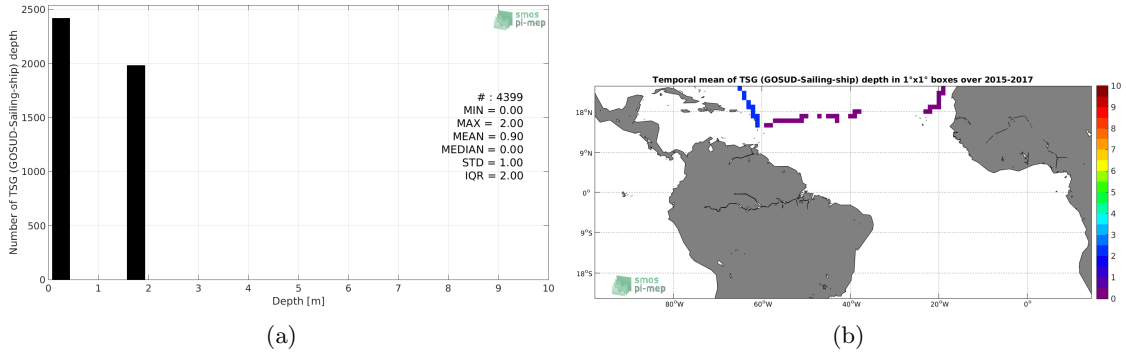 2500
2000
1500
1000
500
0
Number of TSG (GOSUD-Sailing-ship) depth
0 1 2 3 4 5 6 7 8 9 10
Depth [m]
smos
pi-mep
# : 4399
MIN = 0.00
MAX = 2.00
MEAN = 0.90
MEDIAN = 0.00
STD = 1.00
IQR = 2.00
(a)
Temporal mean of TSG (GOSUD-Sailing-ship) depth in 1°x1° boxes over 2015-2017
18°N
9°N
0°
9°S
18°S
80°W 60°W 40°W 20°W 0°
smos
pi-mep
10
9
8
7
6
5
4
3
2
1
0
(b)